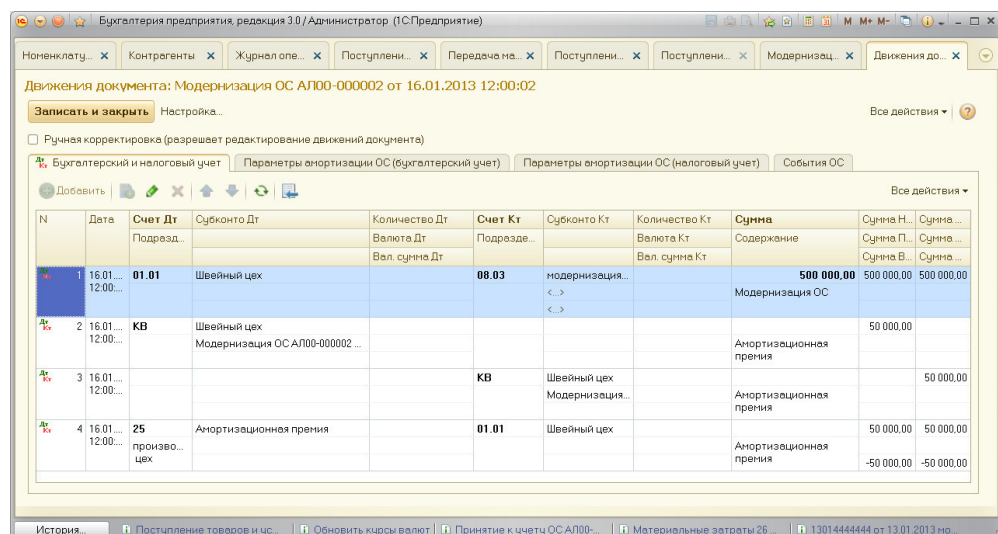 Бухгалтерия предприятия, редакция 3.0 / Администратор (1С:Предприятие) M M+ M-
Номенклату... Контрагенты Журнал опе... Поступлени... Передача ма... Поступлени... Поступлени... Модернизац... Движения до...
Движения документа: Модернизация ОС АЛ00-000002 от 16.01.2013 12:00:02
Записать и закрыть Настройка... Все действия
Ручная корректировка (разрешает редактирование движений документа)
Бухгалтерский и налоговый учет Параметры амортизации ОС (бухгалтерский учет) Параметры амортизации ОС (налоговый учет) События ОС
Добавить Все действия
N Дата Счет Дт Субконто Дт Количество Дт Счет Кт Субконто Кт Количество Кт Сумма Сумма Н... Сумма ...
Подразд... Валюта Дт Подразде... Валюта Кт Содержание Сумма П... Сумма ...
Вал. сумма Дт Вал. сумма Кт Сумма В... Сумма ...
1 16.01.... 01.01 Швейный цех 08.03 модернизация... 500 000,00 500 000,00 500 000,00
12:00:... <...> Модернизация ОС
<...>
2 16.01.... КВ Швейный цех 50 000,00
12:00:... Модернизация ОС АЛ00-000002 ... Амортизационная
премия
3 16.01.... КВ Швейный цех 50 000,00
12:00:... Модернизация... Амортизационная
премия
4 16.01.... 25 Амортизационная премия 01.01 Швейный цех 50 000,00 50 000,00
12:00:... произво... Амортизационная
цех премия -50 000,00 -50 000,00
История... Поступление товаров и ус... Обновить курсы валют Принятие к учету ОС АЛ00-... Материальные затраты 26 ... 13014444444 от 13.01.2013 мо...